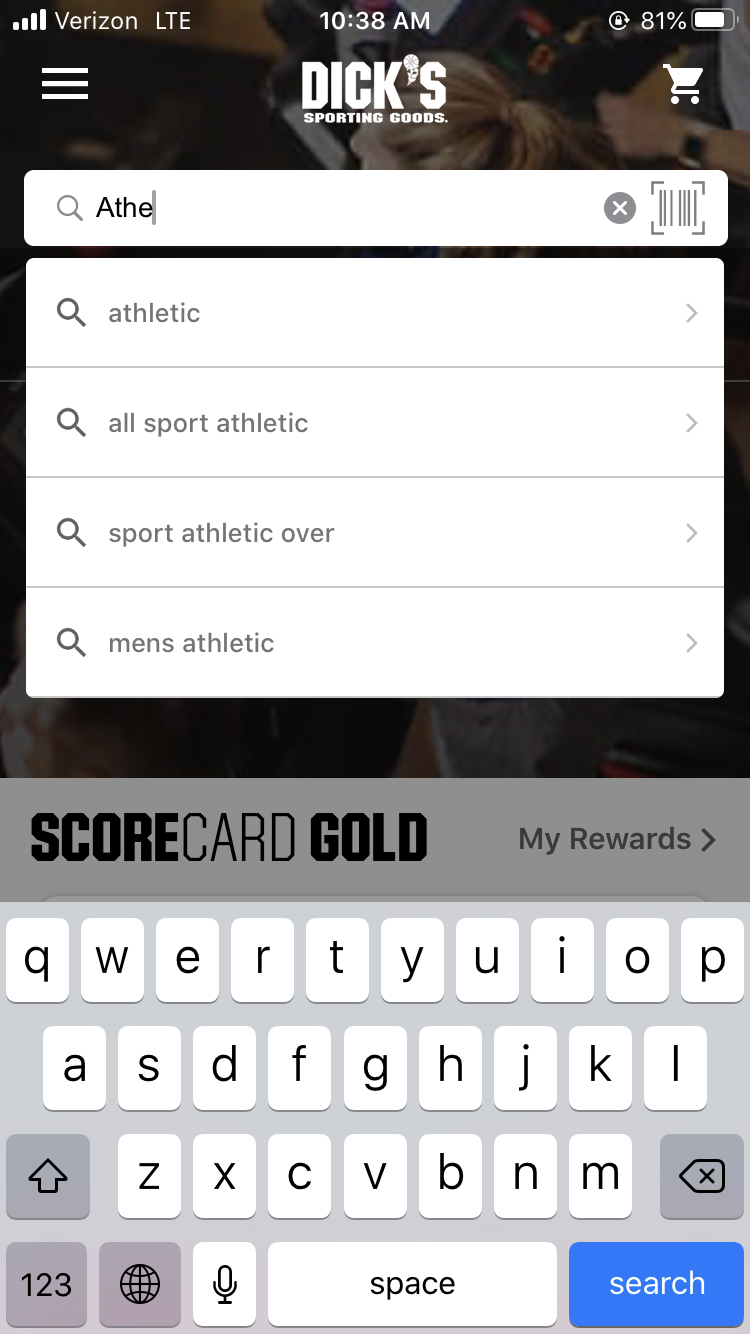 Verizon LTE 10:38 AM 81%
DICK'S
SPORTING GOODS.
Athe
athletic
all sport athletic
sport athletic over
mens athletic
SCORECARD GOLD My Rewards
q w e r t y u i o p
a s d f g h j k l
z x c v b n m
123 space search